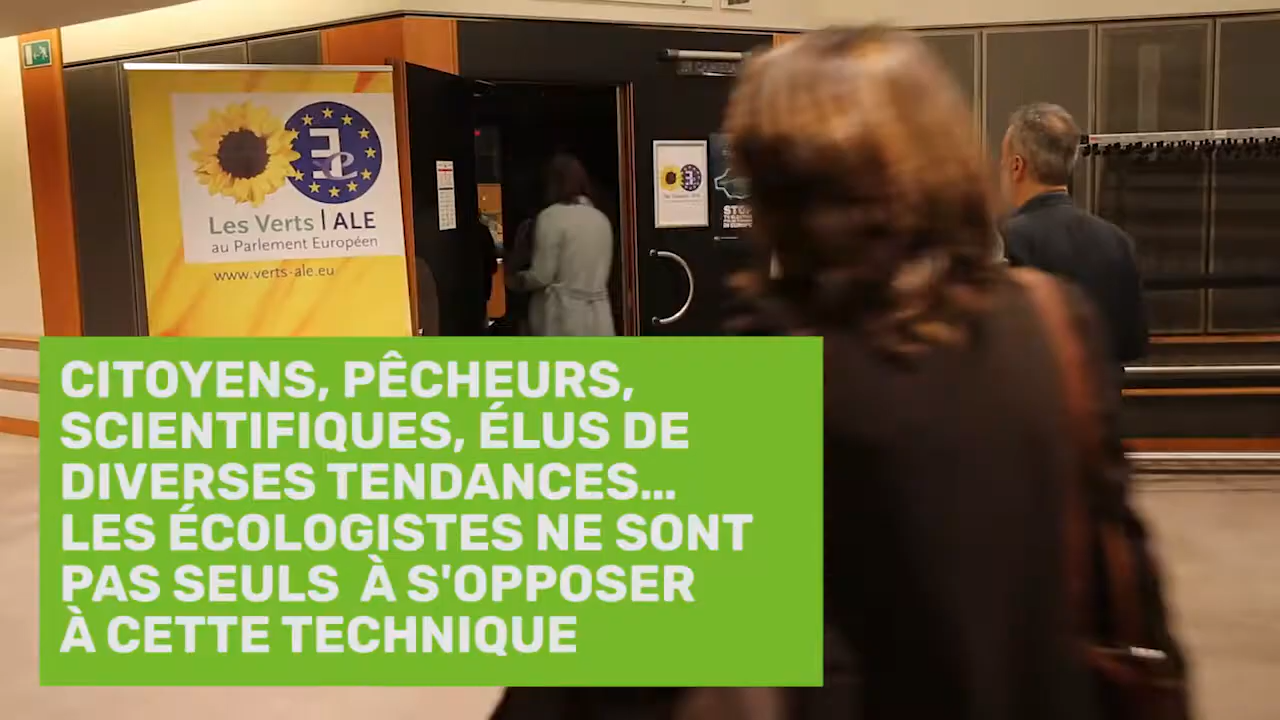 Les Verts | ALE
au Parlement Européen
www.verts-ale.eu
STOP
CITOYENS, PÊCHEURS,
SCIENTIFIQUES, ÉLUS DE
DIVERSES TENDANCES...
LES ÉCOLOGISTES NE SONT
PAS SEULS À S'OPPOSER
À CETTE TECHNIQUE